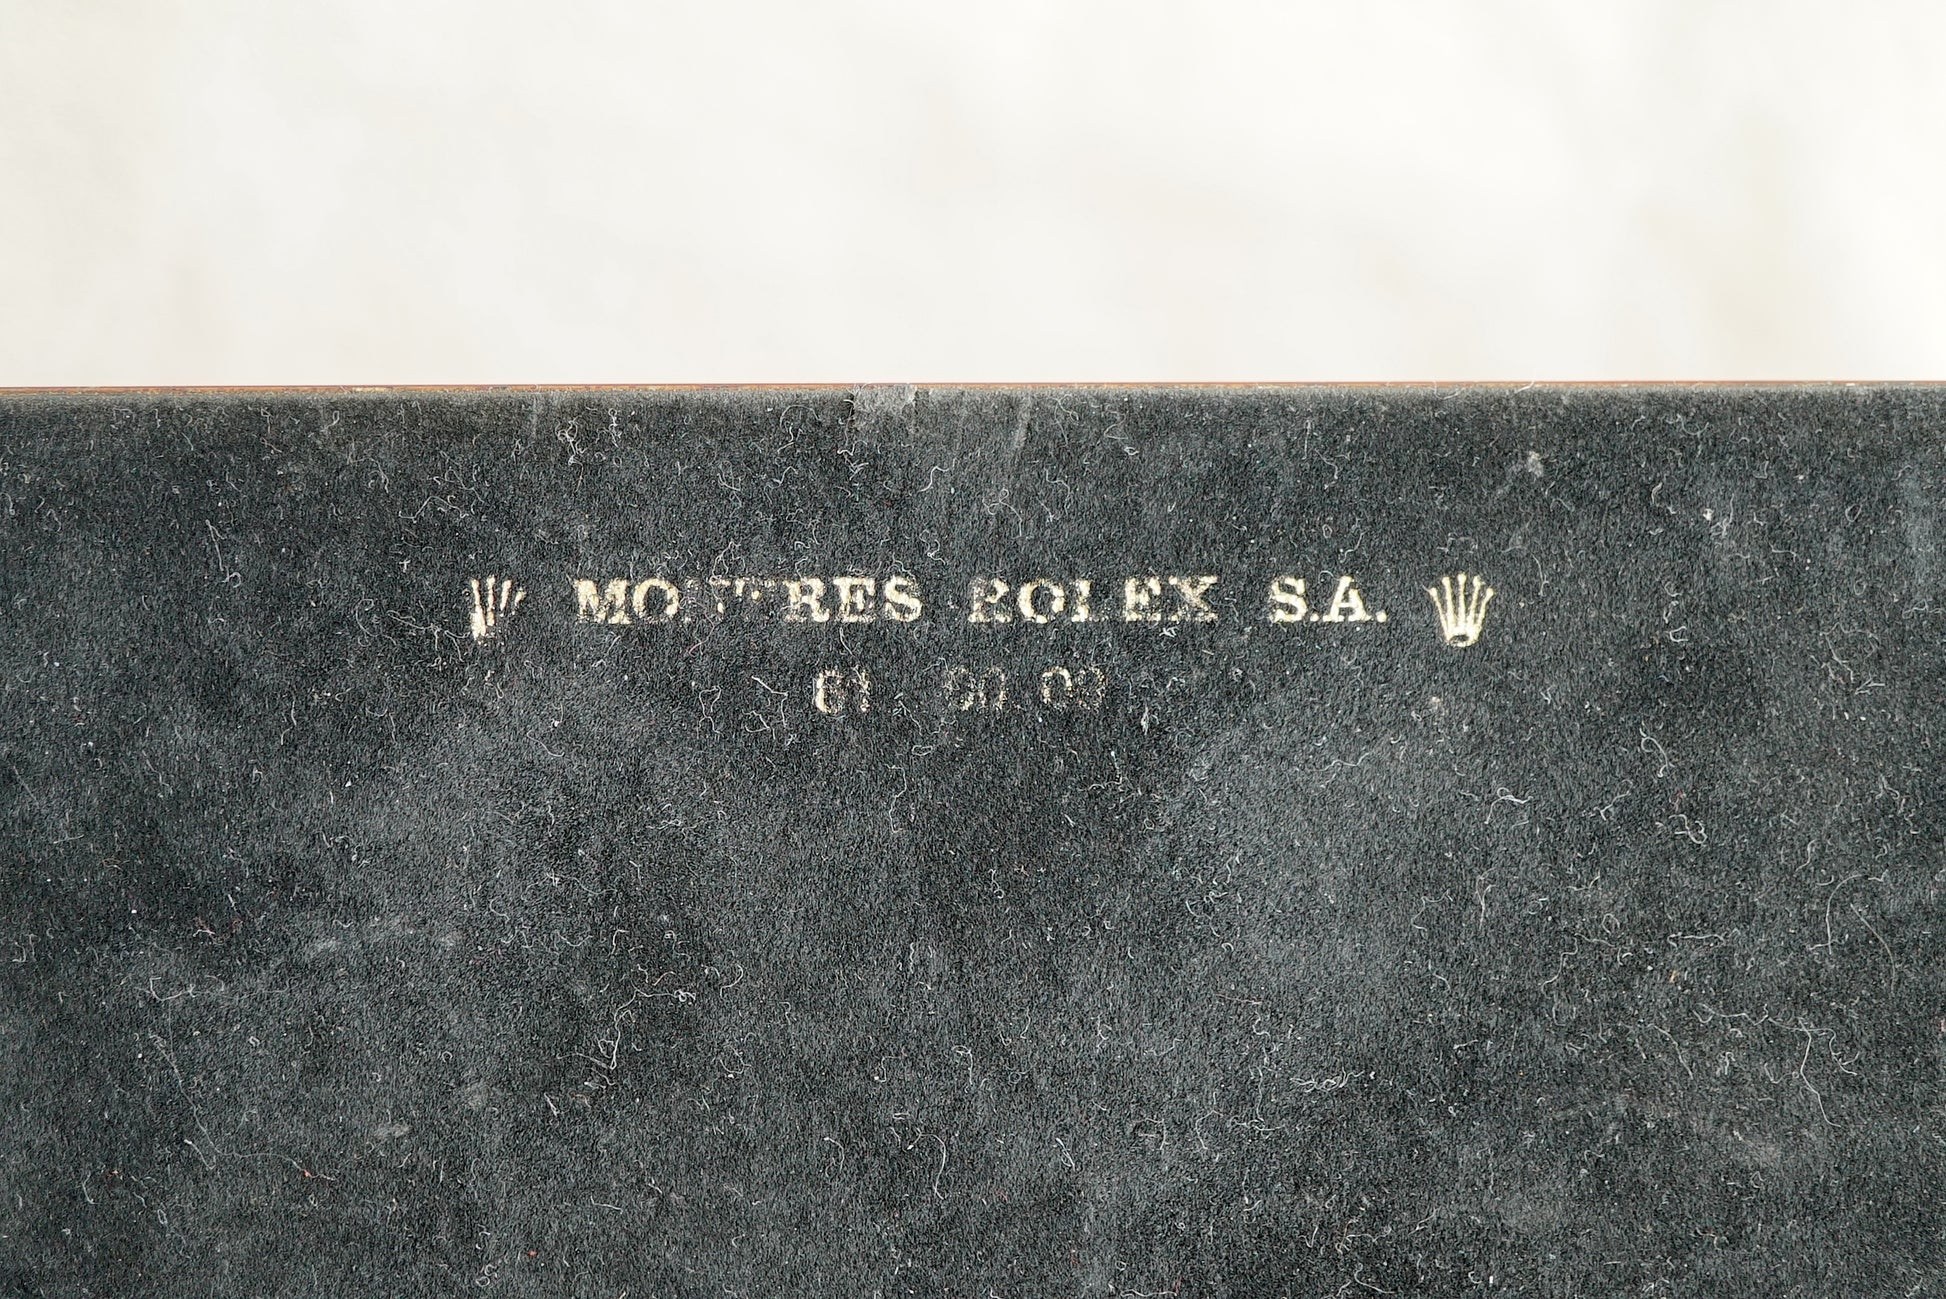 MONTRES ROLEX S.A.